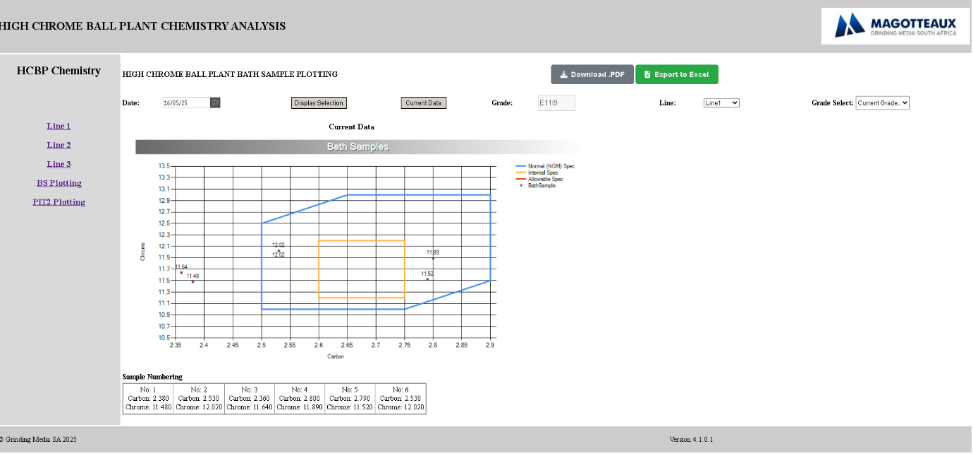 HIGH CHROME BALL PLANT CHEMISTRY ANALYSIS
MAGOTTEAUX
GRINDING MEDIA SOUTH AFRICA
HCBP Chemistry
HIGH CHROME BALL PLANT BATH SAMPLE PLOTTING
Download .PDF
Export to Excel
Date: 16/05/25
Display Selection
Current Data
Grade: E11I9
Line: Line1
Grade Select: Current Grade..
Line 1
Line 2
Line 3
BS Plotting
PIT2 Plotting
Current Data
Bath Samples
Normal (NGM) Spec
Internal Spec
Allowable Spec
BathSample
Chrome
13.5
13.3
13.1
12.9
12.7
12.5
12.3
12.1
11.9
11.7
11.5
11.3
11.1
10.9
10.7
10.5
12.02
12.02
11.89
11.64
11.48
11.52
2.35 2.4 2.45 2.5 2.55 2.6 2.65 2.7 2.75 2.8 2.85 2.9
Carbon
Sample Numbering
No: 1 No: 2 No: 3 No: 4 No: 5 No: 6
Carbon: 2.380 Carbon: 2.530 Carbon: 2.360 Carbon: 2.800 Carbon: 2.790 Carbon: 2.530
Chrome: 11.480 Chrome: 12.020 Chrome: 11.640 Chrome: 11.890 Chrome: 11.520 Chrome: 12.020
© Grinding Media SA 2025
Version 4.1.0.1